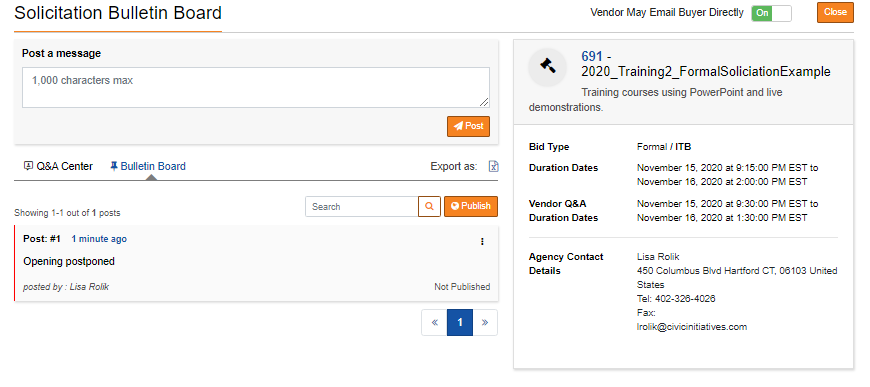 Solicitation Bulletin Board
Vendor May Email Buyer Directly
On
Close
Post a message
1,000 characters max
Post
Q&A Center
Bulletin Board
Export as:
Showing 1-1 out of 1 posts
Search
Publish
Post: #1 1 minute ago
Opening postponed
posted by : Lisa Rolik
Not Published
«
1
»
691 -
2020_Training2_FormalSoliciationExample
Training courses using PowerPoint and live
demonstrations.
Bid Type Formal / ITB
Duration Dates November 15, 2020 at 9:15:00 PM EST to
November 16, 2020 at 2:00:00 PM EST
Vendor Q&A November 15, 2020 at 9:30:00 PM EST to
Duration Dates November 16, 2020 at 1:30:00 PM EST
Agency Contact Lisa Rolik
Details 450 Columbus Blvd Hartford CT, 06103 United
States
Tel: 402-326-4026
Fax:
lrolik@civicinitiatives.com